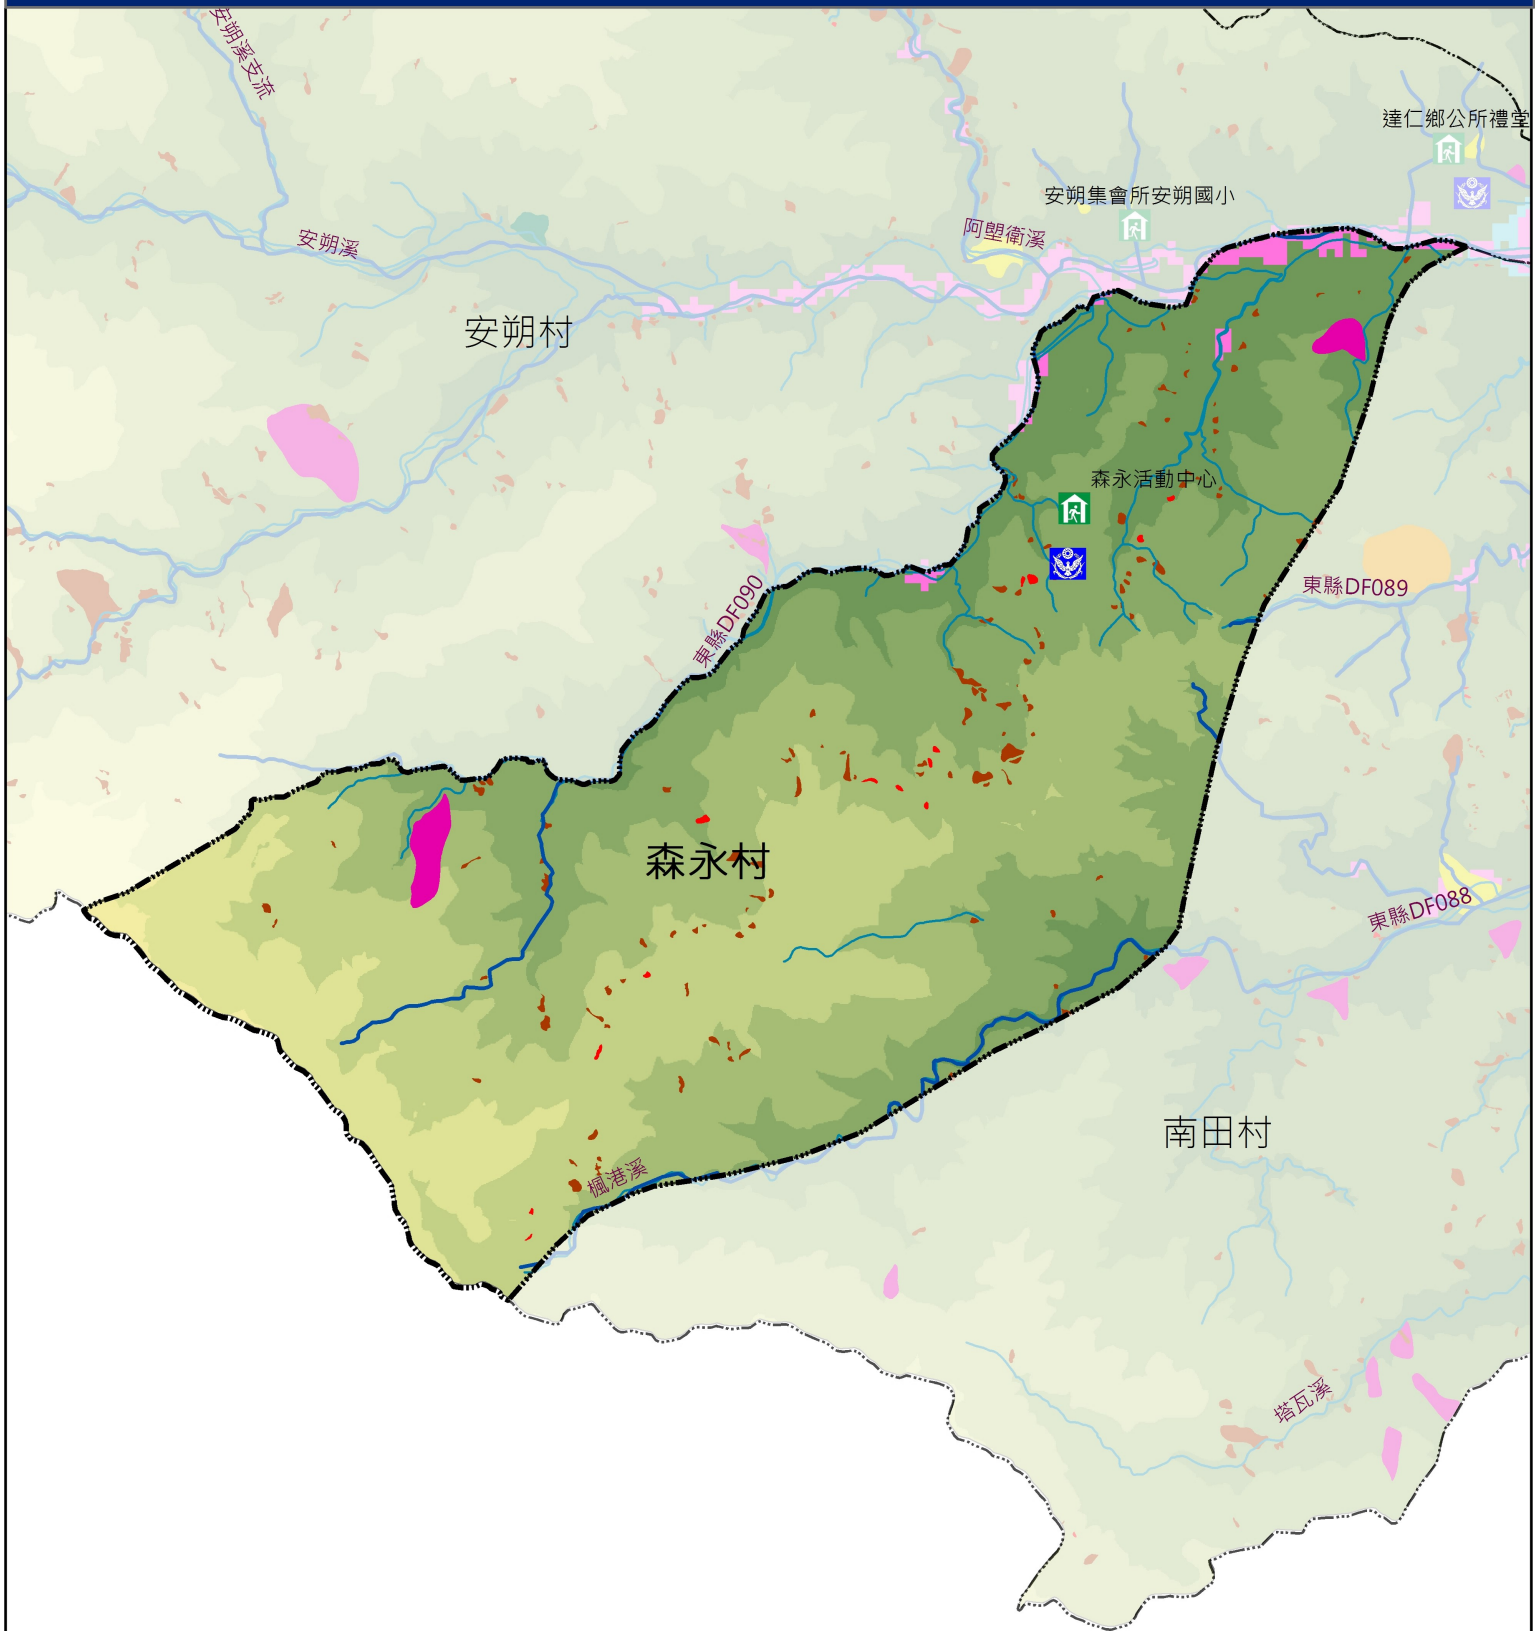 安朔溪支流
達仁鄉公所禮堂
安朔集會所安朔國小
阿塱衛溪
安朔溪
安朔村
森永活動中心
東縣DF090
東縣DF089
森永村
東縣DF088
南田村
楓港溪
塔瓦溪